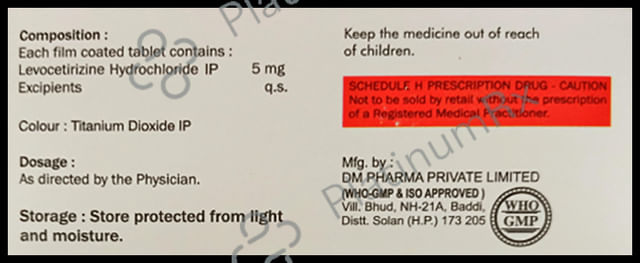 Composition :
Each film coated tablet contains :
Levocetirizine Hydrochloride IP 5 mg
Excipients q.s.
Colour : Titanium Dioxide IP
Dosage :
As directed by the Physician.
Storage : Store protected from light
and moisture.
Keep the medicine out of reach
of children.
SCHEDULE H PRESCRIPTION DRUG - CAUTION
Not to be sold by retail without the prescription
of a Registered Medical Practitioner.
Mfg. by :
DM PHARMA PRIVATE LIMITED
(WHO-GMP & ISO APPROVED )
Vill. Bhud, NH-21A, Baddi,
Distt. Solan (H.P.) 173 205
WHO
GMP
PlatinumRx